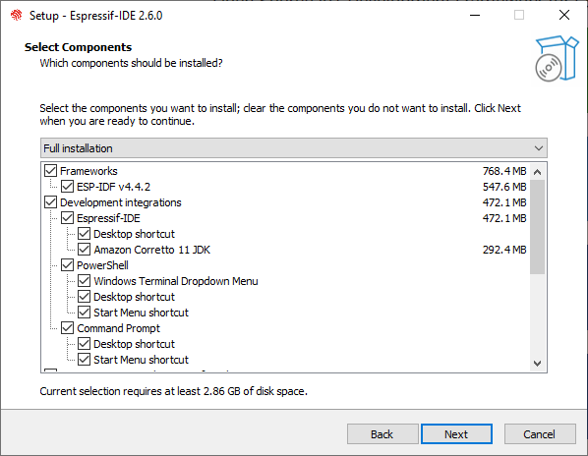 Setup - Espressif-IDE 2.6.0
Select Components
Which components should be installed?
Select the components you want to install; clear the components you do not want to install. Click Next
when you are ready to continue.
Full installation
Frameworks 768.4 MB
ESP-IDF v4.4.2 547.6 MB
Development integrations 472.1 MB
Espressif-IDE 472.1 MB
Desktop shortcut
Amazon Corretto 11 JDK 292.4 MB
PowerShell
Windows Terminal Dropdown Menu
Desktop shortcut
Start Menu shortcut
Command Prompt
Desktop shortcut
Start Menu shortcut
Current selection requires at least 2.86 GB of disk space.
Back Next Cancel